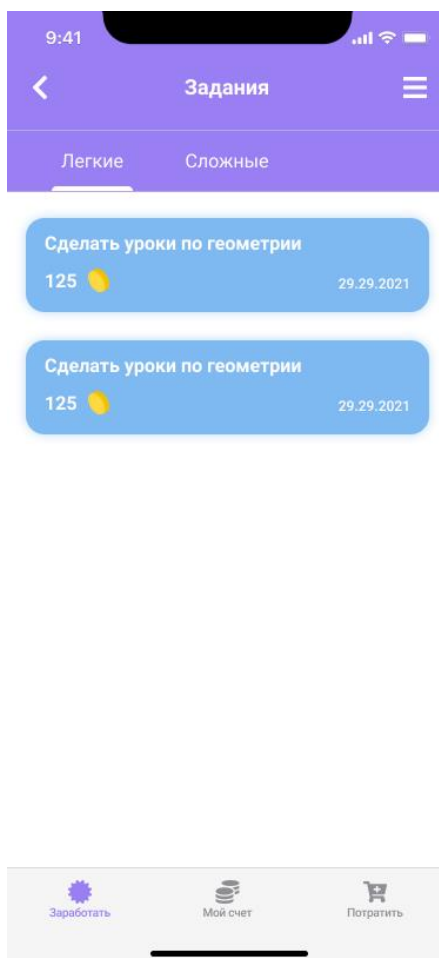 9:41
Задания
Легкие Сложные
Сделать уроки по геометрии
125
29.29.2021
Сделать уроки по геометрии
125
29.29.2021
Заработать Мой счет Потратить